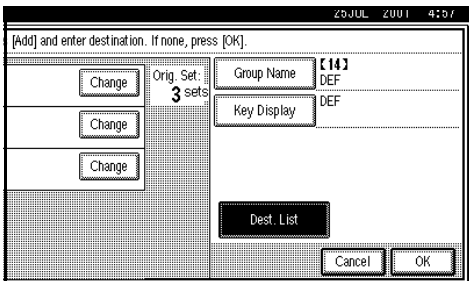 25JUL 2001 4:57
[Add] and enter destination. If none, press [OK].
Change
Orig. Set:
3 sets
Group Name
【14】
DEF
Change
Key Display
DEF
Change
Dest. List
Cancel
OK